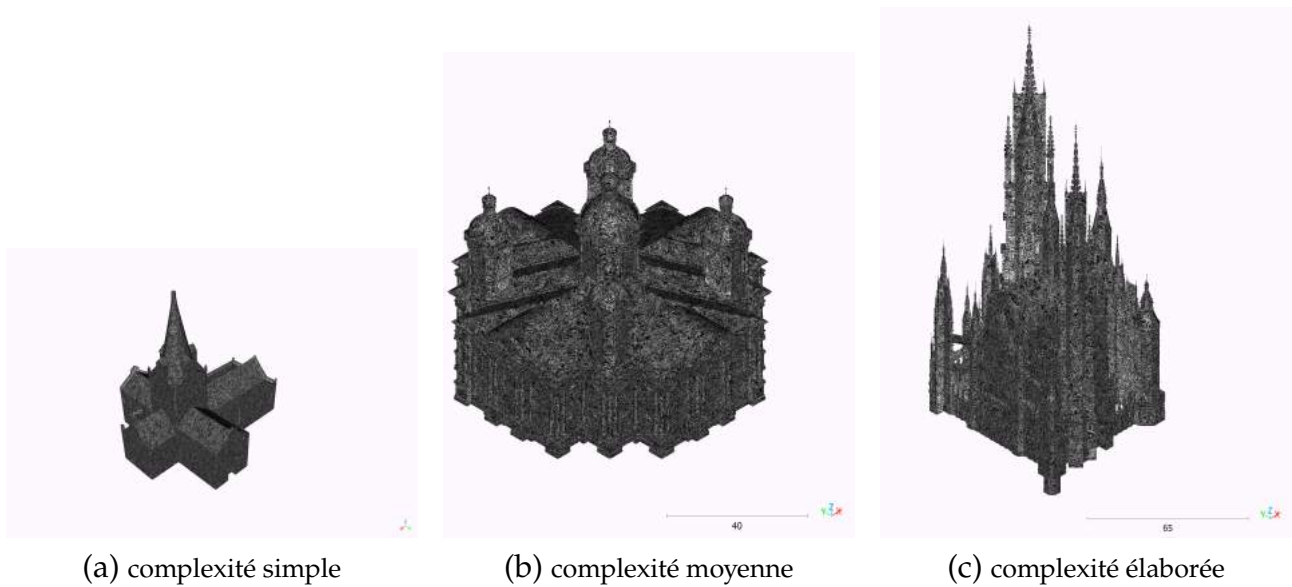 40
Y Z X
65
Y Z X
(a) complexité simple
(b) complexité moyenne
(c) complexité élaborée